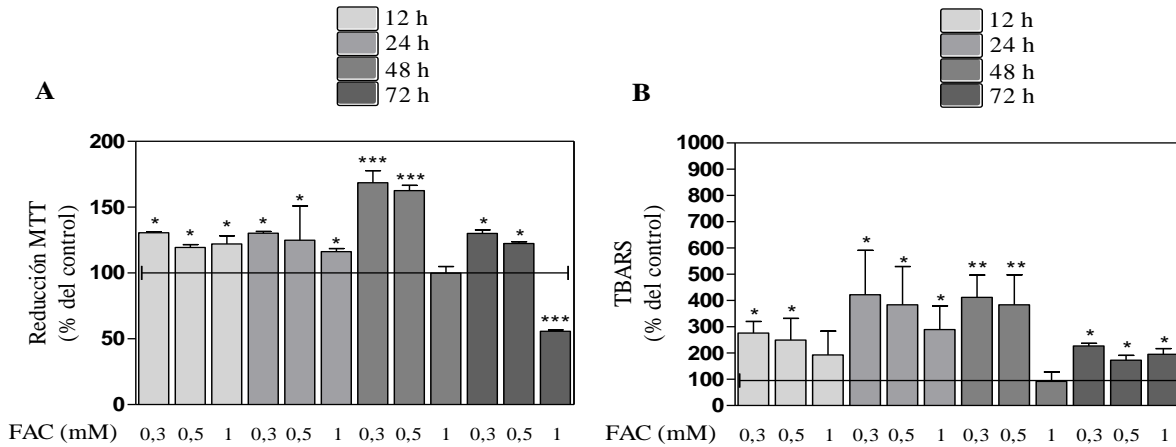 12 h
24 h
48 h
72 h
A
200
150
100
50
0
Reducción MTT
(% del control)
* * * * * * *** *** * * ***
FAC (mM) 0,3 0,5 1 0,3 0,5 1 0,3 0,5 1 0,3 0,5 1
12 h
24 h
48 h
72 h
B
1000
900
800
700
600
500
400
300
200
100
0
TBARS
(% del control)
* * * * * ** ** * * *
FAC (mM) 0,3 0,5 1 0,3 0,5 1 0,3 0,5 1 0,3 0,5 1